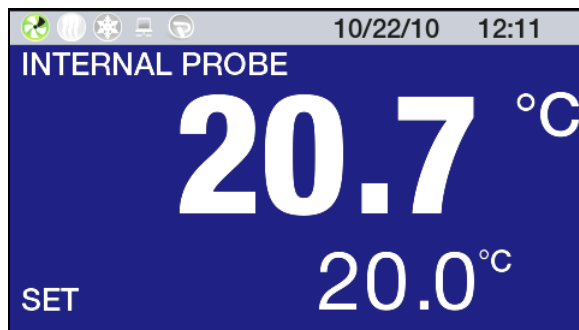 10/22/10 12:11
INTERNAL PROBE
20.7 °C
SET 20.0 °C